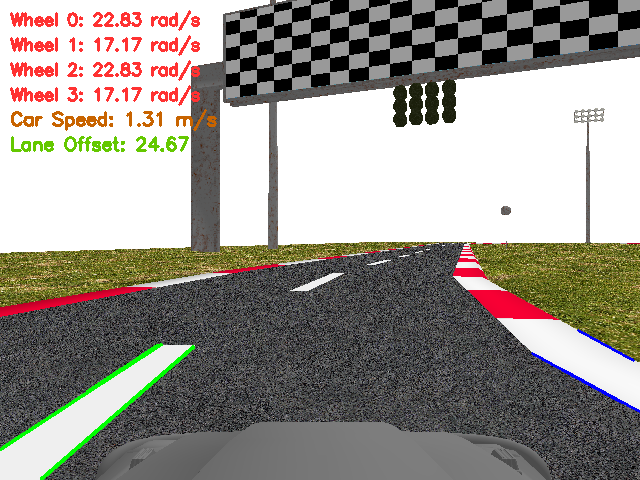 Wheel 0: 22.83 rad/s
Wheel 1: 17.17 rad/s
Wheel 2: 22.83 rad/s
Wheel 3: 17.17 rad/s
Car Speed: 1.31 m/s
Lane Offset: 24.67